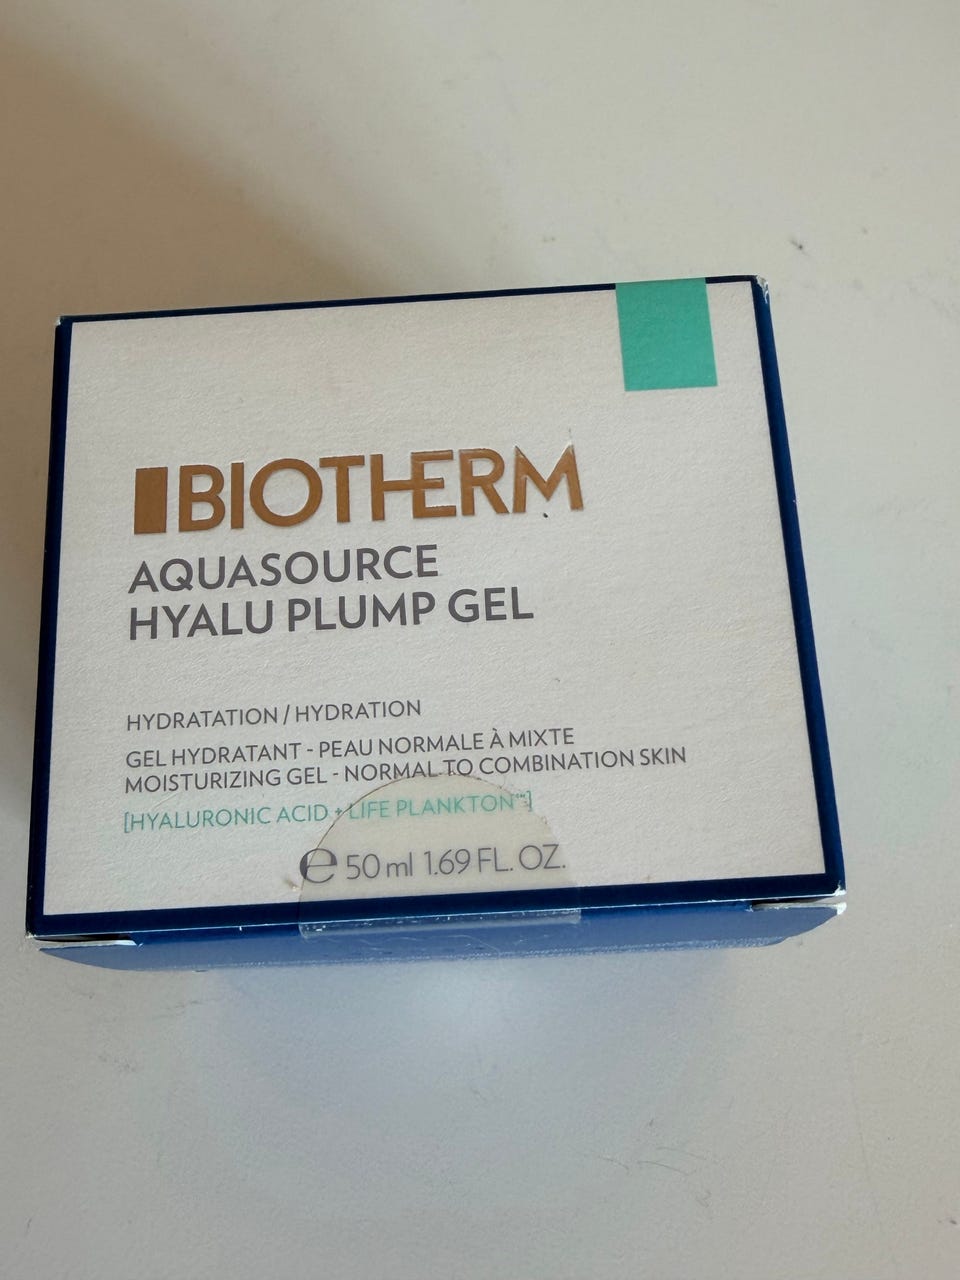 BIOTHERM
AQUASOURCE
HYALU PLUMP GEL
HYDRATATION / HYDRATION
GEL HYDRATANT - PEAU NORMALE À MIXTE
MOISTURIZING GEL - NORMAL TO COMBINATION SKIN
[HYALURONIC ACID + LIFE PLANKTON™]
℮ 50 ml 1.69 FL. OZ.